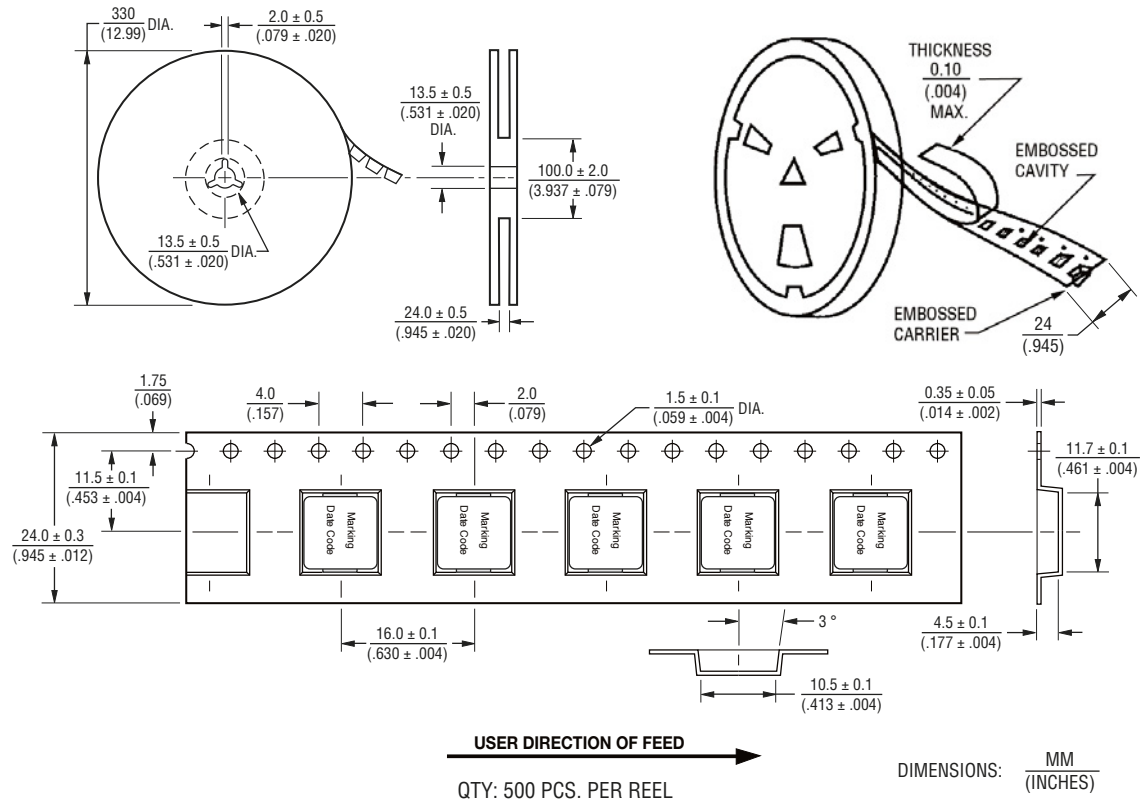 330
(12.99)
DIA.
2.0 ± 0.5
(.079 ± .020)
13.5 ± 0.5
(.531 ± .020)
DIA.
100.0 ± 2.0
(3.937 ± .079)
13.5 ± 0.5
(.531 ± .020)
DIA.
24.0 ± 0.5
(.945 ± .020)
THICKNESS
0.10
(.004)
MAX.
EMBOSSED
CAVITY
EMBOSSED
CARRIER
24
(.945)
1.75
(.069)
4.0
(.157)
2.0
(.079)
1.5 ± 0.1
(.059 ± .004)
DIA.
0.35 ± 0.05
(.014 ± .002)
11.5 ± 0.1
(.453 ± .004)
11.7 ± 0.1
(.461 ± .004)
24.0 ± 0.3
(.945 ± .012)
Marking
Date Code
Marking
Date Code
Marking
Date Code
Marking
Date Code
Marking
Date Code
16.0 ± 0.1
(.630 ± .004)
3 °
4.5 ± 0.1
(.177 ± .004)
10.5 ± 0.1
(.413 ± .004)
USER DIRECTION OF FEED
QTY: 500 PCS. PER REEL
DIMENSIONS:
MM
(INCHES)